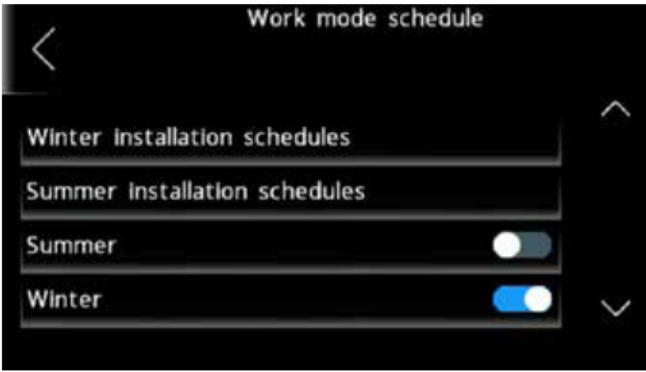 Work mode schedule
Winter installation schedules
Summer installation schedules
Summer
Winter